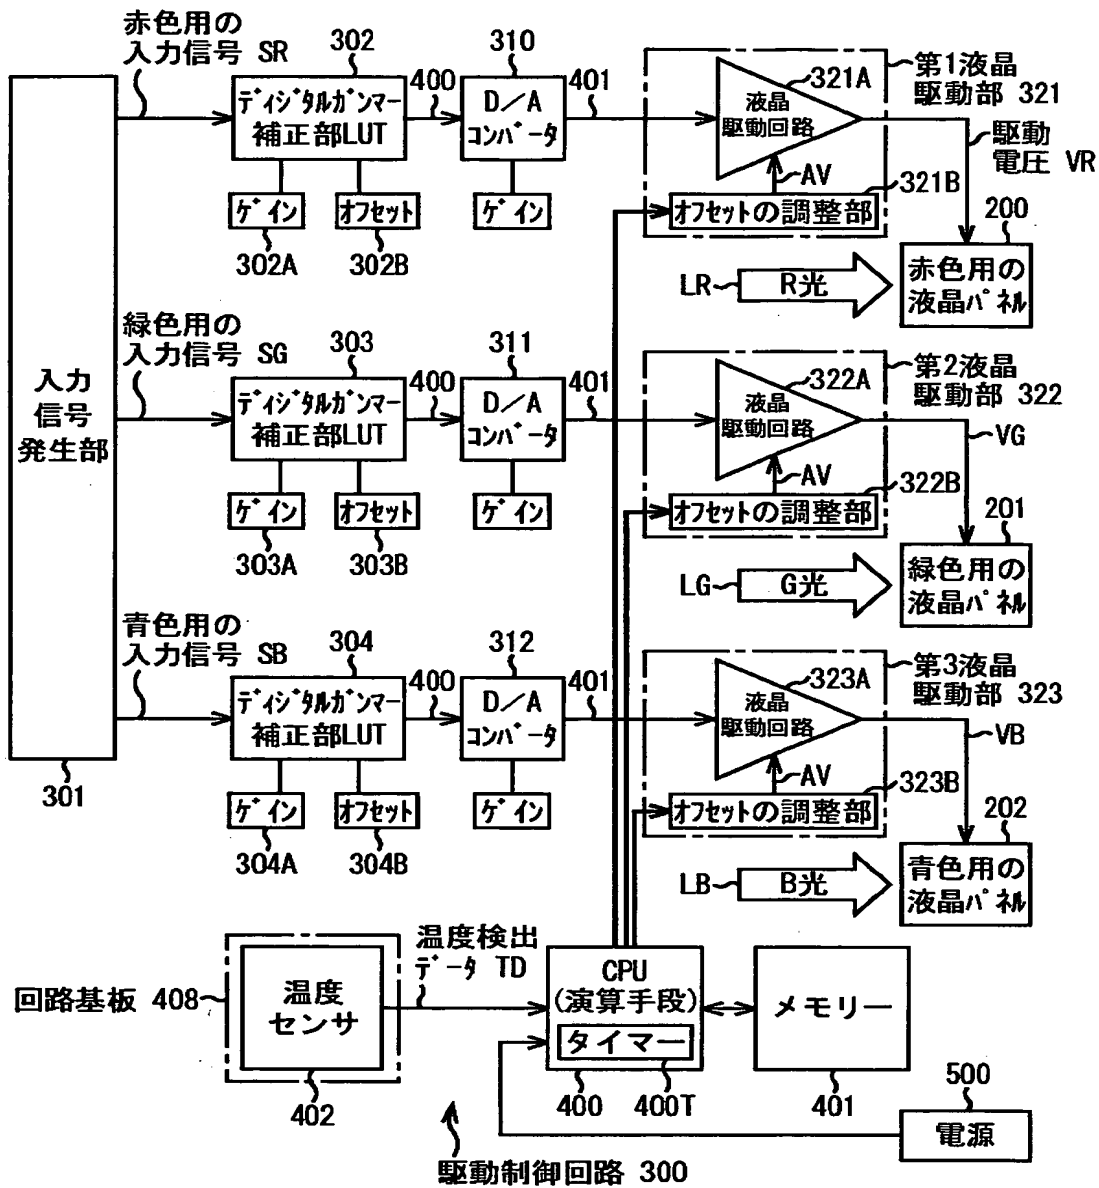 赤色用の
入力信号 SR
302
ﾃﾞｨｼﾞﾀﾙｶﾞﾝﾏｰ
補正部LUT
400
310
D/A
ｺﾝﾊﾞｰﾀ
401
ｹﾞｲﾝ
302A
ｵﾌｾｯﾄ
302B
ｹﾞｲﾝ
321A
液晶
駆動回路
AV
321B
ｵﾌｾｯﾄの調整部
第1液晶
駆動部 321
駆動
電圧 VR
200
赤色用の
液晶ﾊﾟﾈﾙ
LR
R光
緑色用の
入力信号 SG
303
ﾃﾞｨｼﾞﾀﾙｶﾞﾝﾏｰ
補正部LUT
400
311
D/A
ｺﾝﾊﾞｰﾀ
401
ｹﾞｲﾝ
303A
ｵﾌｾｯﾄ
303B
ｹﾞｲﾝ
322A
液晶
駆動回路
AV
322B
ｵﾌｾｯﾄの調整部
第2液晶
駆動部 322
VG
201
緑色用の
液晶ﾊﾟﾈﾙ
LG
G光
入力
信号
発生部
301
青色用の
入力信号 SB
304
ﾃﾞｨｼﾞﾀﾙｶﾞﾝﾏｰ
補正部LUT
400
312
D/A
ｺﾝﾊﾞｰﾀ
401
ｹﾞｲﾝ
304A
ｵﾌｾｯﾄ
304B
ｹﾞｲﾝ
323A
液晶
駆動回路
AV
323B
ｵﾌｾｯﾄの調整部
第3液晶
駆動部 323
VB
202
青色用の
液晶ﾊﾟﾈﾙ
LB
B光
回路基板 408
温度
センサ
402
温度検出
ﾃﾞｰﾀ TD
CPU
(演算手段)
タイマー
400
400T
メモリー
401
500
電源
駆動制御回路 300